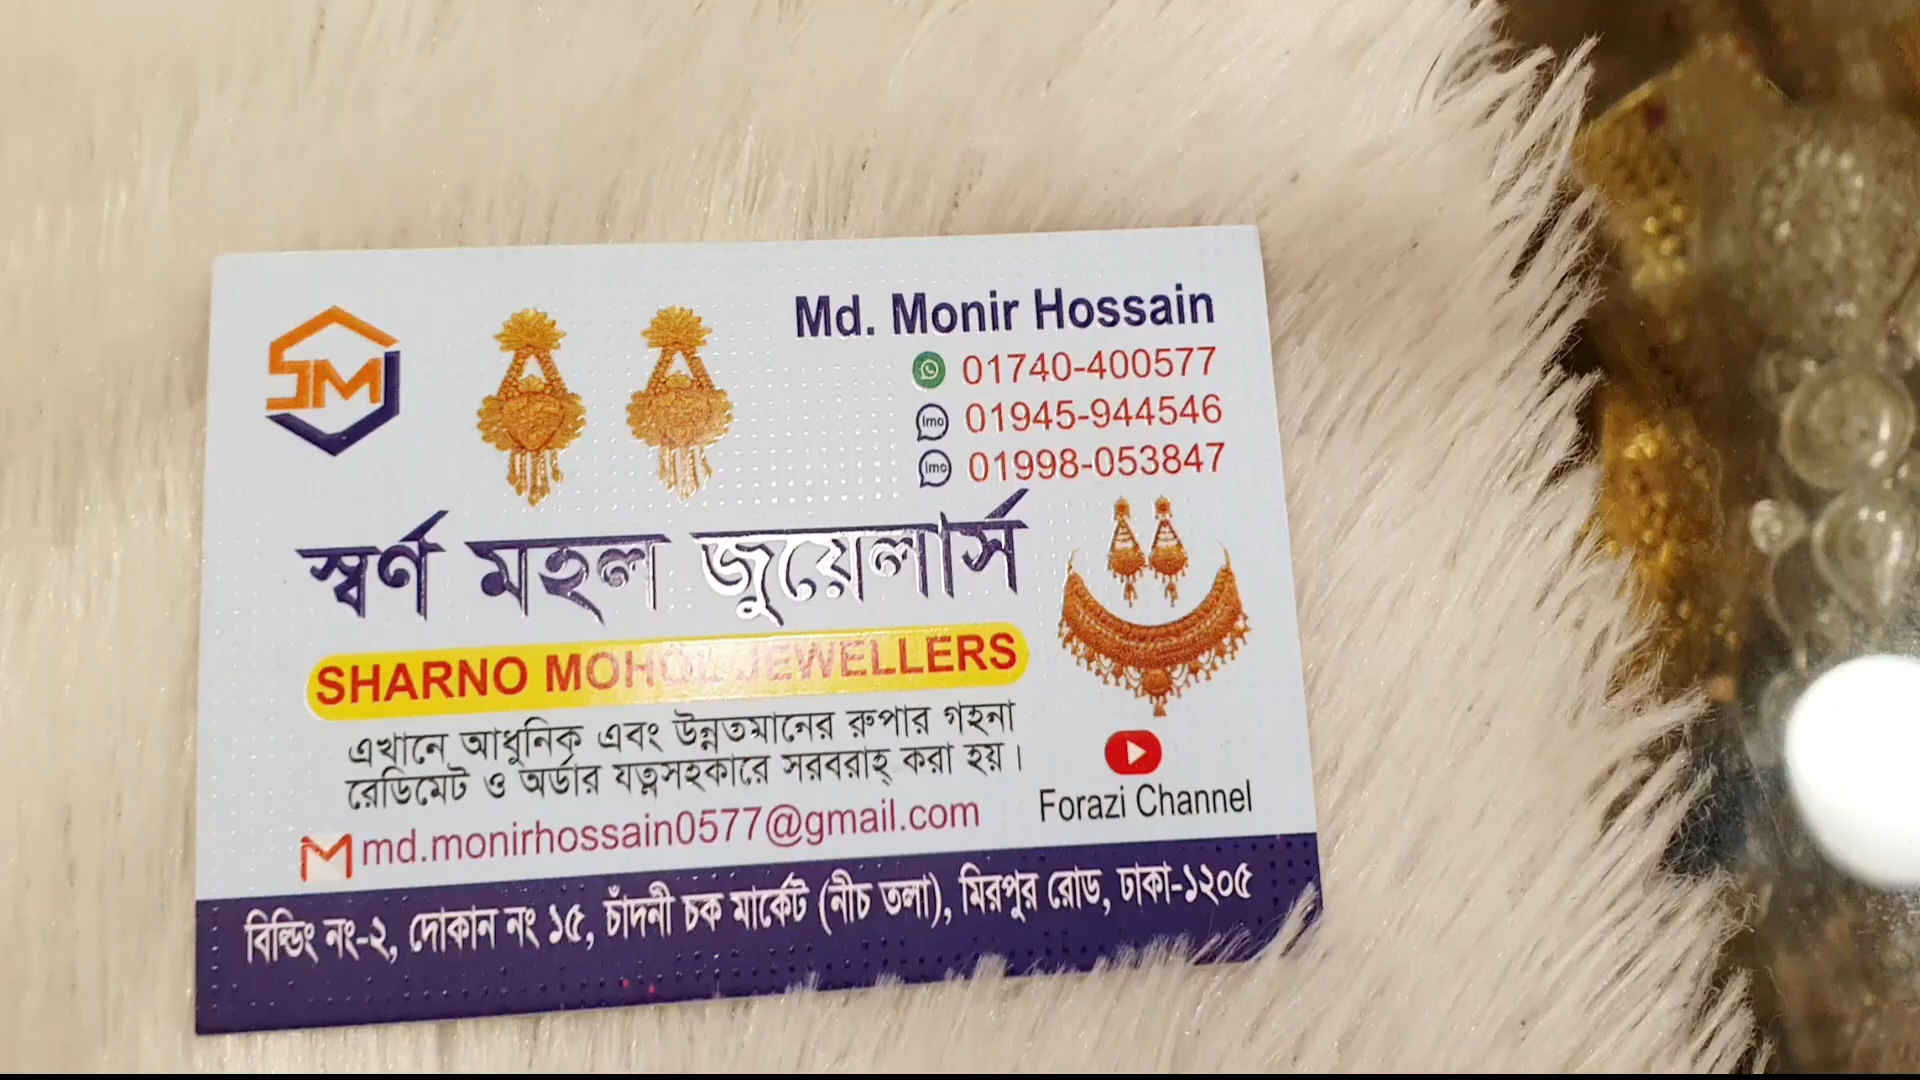 SMJ
Md. Monir Hossain
01740-400577
imo 01945-944546
imo 01998-053847
স্বর্ণ মহল জুয়েলার্স
SHARNO MOHOL JEWELLERS
এখানে আধুনিক এবং উন্নতমানের রুপার গহনা
রেডিমেট ও অর্ডার যত্নসহকারে সরবরাহ্ করা হয়।
md.monirhossain0577@gmail.com
Forazi Channel
বিল্ডিং নং-২, দোকান নং ১৫, চাঁদনী চক মার্কেট (নীচ তলা), মিরপুর রোড, ঢাকা-১২০৫